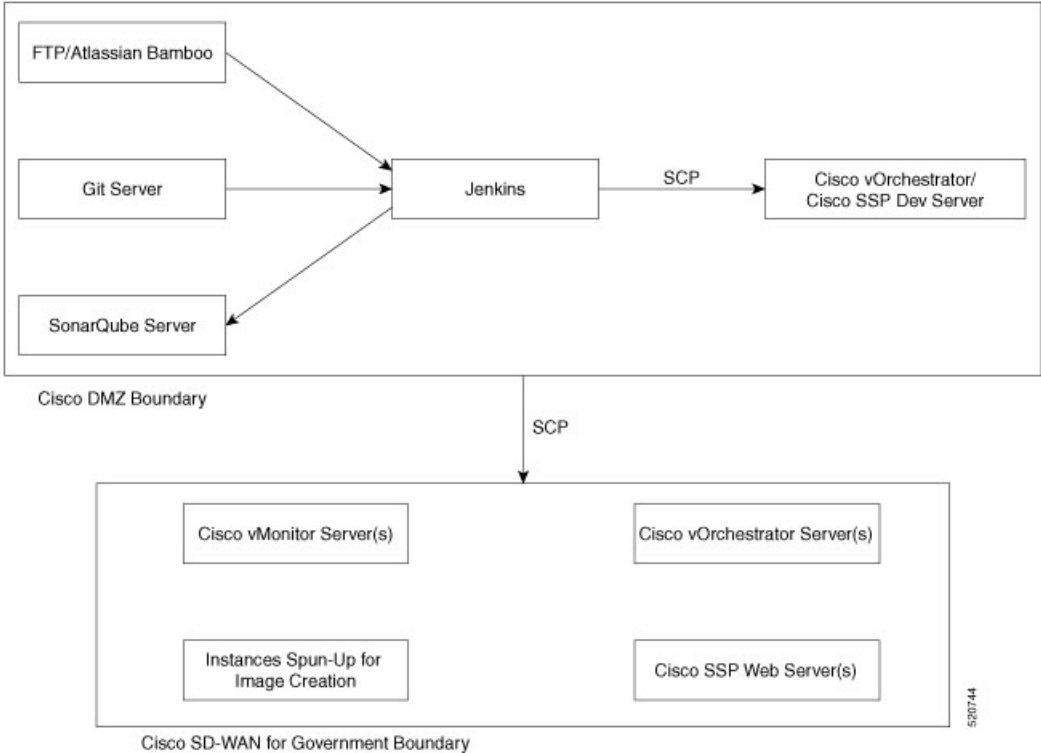 FTP/Atlassian Bamboo
Git Server
Jenkins
SCP
Cisco vOrchestrator/
Cisco SSP Dev Server
SonarQube Server
Cisco DMZ Boundary
SCP
Cisco vMonitor Server(s)
Cisco vOrchestrator Server(s)
Instances Spun-Up for
Image Creation
Cisco SSP Web Server(s)
520744
Cisco SD-WAN for Government Boundary